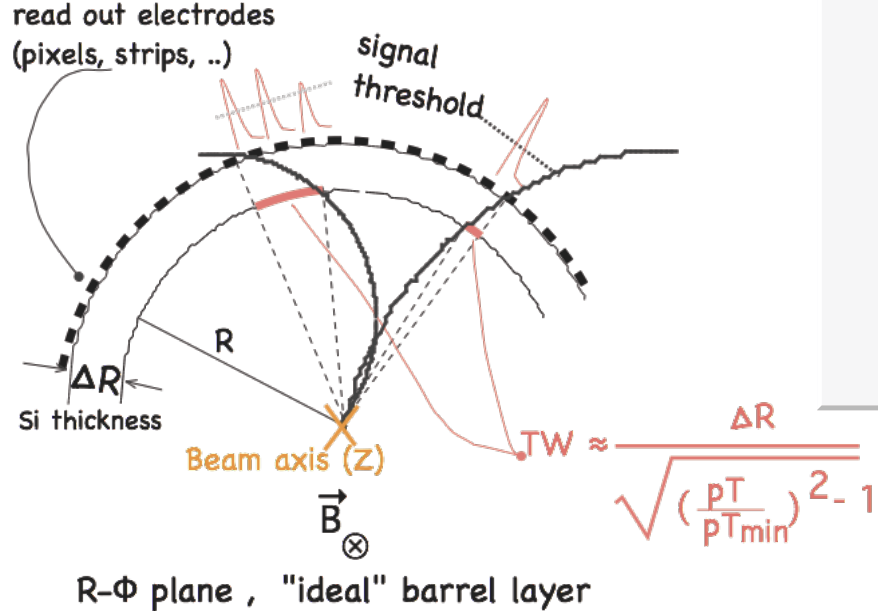 read out electrodes
(pixels, strips, ..)
signal
threshold
R
ΔR
Si thickness
Beam axis (z)
TW ≈ ΔR / √((pT/pTmin)² - 1
B⃗ ⊗
R-Φ plane , "ideal" barrel layer